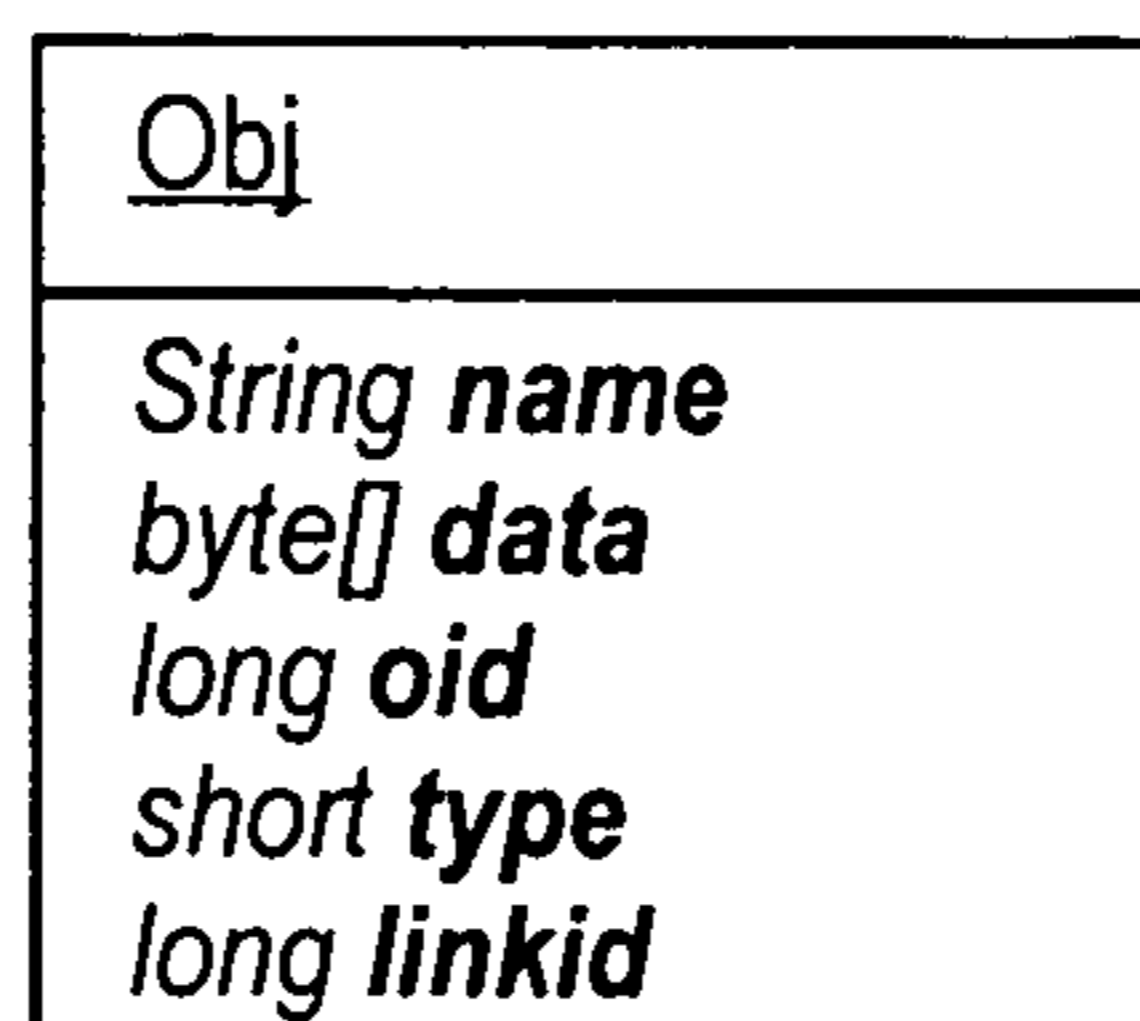 Obj
String name
byte[] data
long oid
short type
long linkid